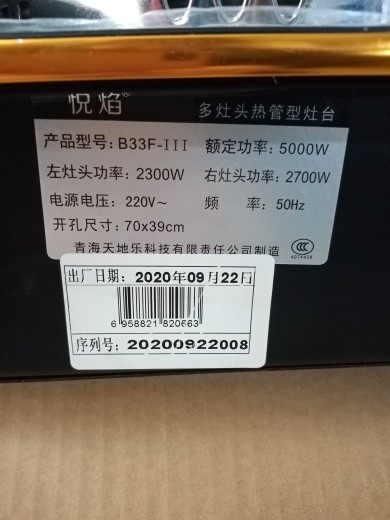 悦焰® 多灶头热管型灶台
产品型号: B33F-III 额定功率: 5000W
左灶头功率: 2300W 右灶头功率: 2700W
电源电压: 220V~ 频 率: 50Hz
开孔尺寸: 70x39cm
青海天地乐科技有限责任公司制造
出厂日期: 2020年09月22日
6 958821 820663
序列号: 20200922008